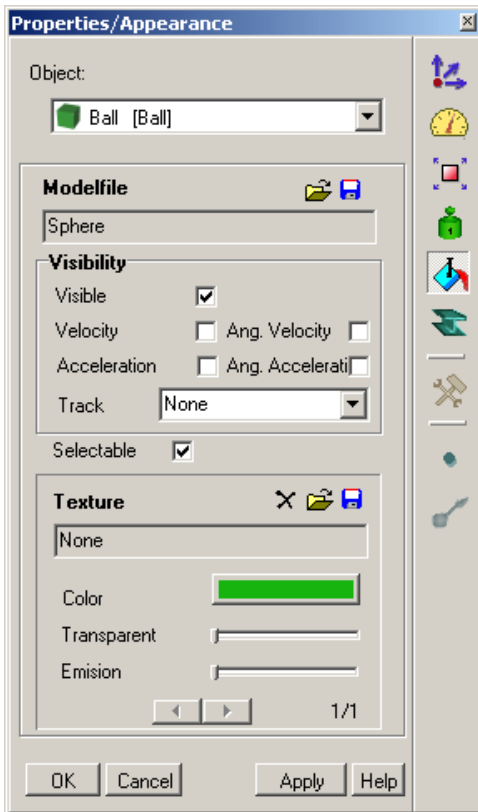 Properties/Appearance
Object:
Ball [Ball]
Modelfile
Sphere
Visibility
Visible
Velocity Ang. Velocity
Acceleration Ang. Accelerati
Track None
Selectable
Texture
None
Color
Transparent
Emision
1/1
OK Cancel Apply Help